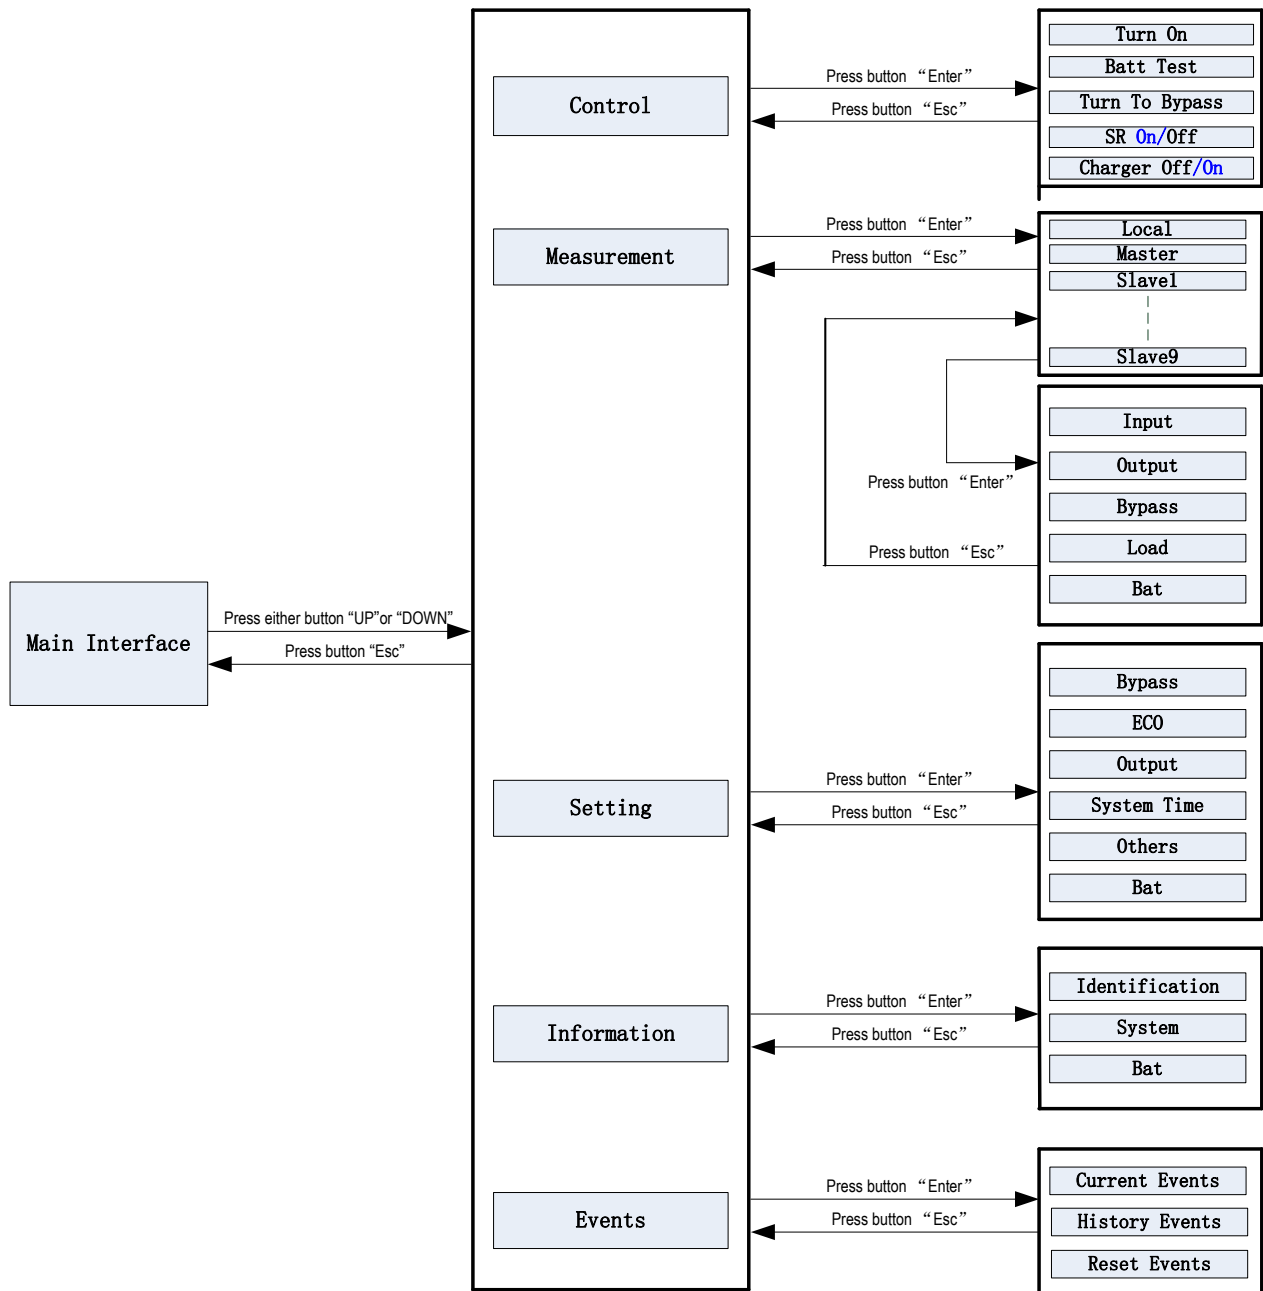 Main Interface
Press either button “UP”or “DOWN”
Press button “Esc”
Control
Press button “Enter”
Press button “Esc”
Turn On
Batt Test
Turn To Bypass
SR On/Off
Charger Off/On
Measurement
Press button “Enter”
Press button “Esc”
Local
Master
Slave1
Slave9
Press button “Enter”
Press button “Esc”
Input
Output
Bypass
Load
Bat
Setting
Press button “Enter”
Press button “Esc”
Bypass
ECO
Output
System Time
Others
Bat
Information
Press button “Enter”
Press button “Esc”
Identification
System
Bat
Events
Press button “Enter”
Press button “Esc”
Current Events
History Events
Reset Events